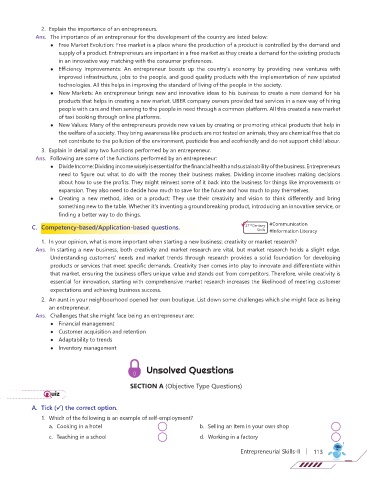 2. Explain the importance of an entrepreneurs.
Ans. The importance of an entrepreneur for the development of the country are listed below:
● Free Market Evolution: Free market is a place where the production of a product is controlled by the demand and
supply of a product. Entrepreneurs are important in a free market as they create a demand for the existing products
in an innovative way matching with the consumer preferences.
● Efficiency Improvements: An entrepreneur boosts up the country's economy by providing new ventures with
improved infrastructure, jobs to the people, and good quality products with the implementation of new updated
technologies. All this helps in improving the standard of living of the people in the society.
● New Markets: An entrepreneur brings new and innovative ideas to his business to create a new demand for his
products that helps in creating a new market. UBER company owners provided taxi services in a new way of hiring
people with cars and then serving to the people in need through a common platform. All this created a new market
of taxi booking through online platforms.
● New Values: Many of the entrepreneurs provide new values by creating or promoting ethical products that help in
the welfare of a society. They bring awareness like products are not tested on animals, they are chemical free that do
not contribute to the pollution of the environment, pesticide free and ecofriendly and do not support child labour.
3. Explain in detail any two functions performed by an entrepreneur.
Ans. Following are some of the functions performed by an entrepreneur:
● Divide Income: Dividing income wisely is essential for the financial health and sustainability of the business. Entrepreneurs
need to figure out what to do with the money their business makes. Dividing income involves making decisions
about how to use the profits. They might reinvest some of it back into the business for things like improvements or
expansion. They also need to decide how much to save for the future and how much to pay themselves
● Creating a new method, idea or a product: They use their creativity and vision to think differently and bring
something new to the table. Whether it's inventing a groundbreaking product, introducing an innovative service, or
finding a better way to do things.
C. Competency-based/Application-based questions.
21st Century Skills
#Communication
#Information Literacy
1. In your opinion, what is more important when starting a new business: creativity or market research?
Ans. In starting a new business, both creativity and market research are vital, but market research holds a slight edge.
Understanding customers' needs and market trends through research provides a solid foundation for developing
products or services that meet specific demands. Creativity then comes into play to innovate and differentiate within
that market, ensuring the business offers unique value and stands out from competitors. Therefore, while creativity is
essential for innovation, starting with comprehensive market research increases the likelihood of meeting customer
expectations and achieving business success.
2. An aunt in your neighbourhood opened her own boutique. List down some challenges which she might face as being
an entrepreneur.
Ans. Challenges that she might face being an entrepreneur are:
● Financial management
● Customer acquisition and retention
● Adaptability to trends
● Inventory management
Unsolved Questions
SECTION A (Objective Type Questions)
Quiz
A. Tick (✓) the correct option.
1. Which of the following is an example of self-employment?
a. Cooking in a hotel b. Selling an item in your own shop
c. Teaching in a school d. Working in a factory
Entrepreneurial Skills-II | 113